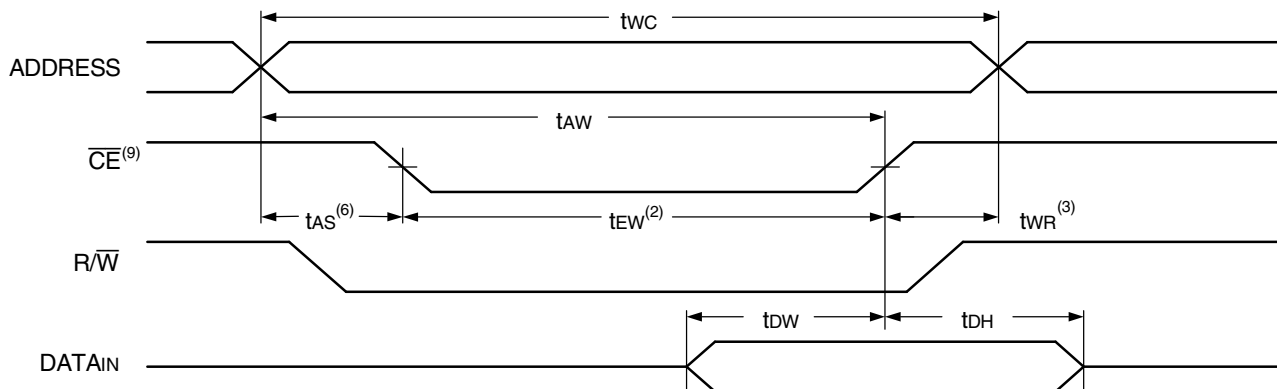 tWC
ADDRESS
tAW
CE(9)
tAS(6) tEW(2) tWR(3)
R/W
tDW tDH
DATAIN